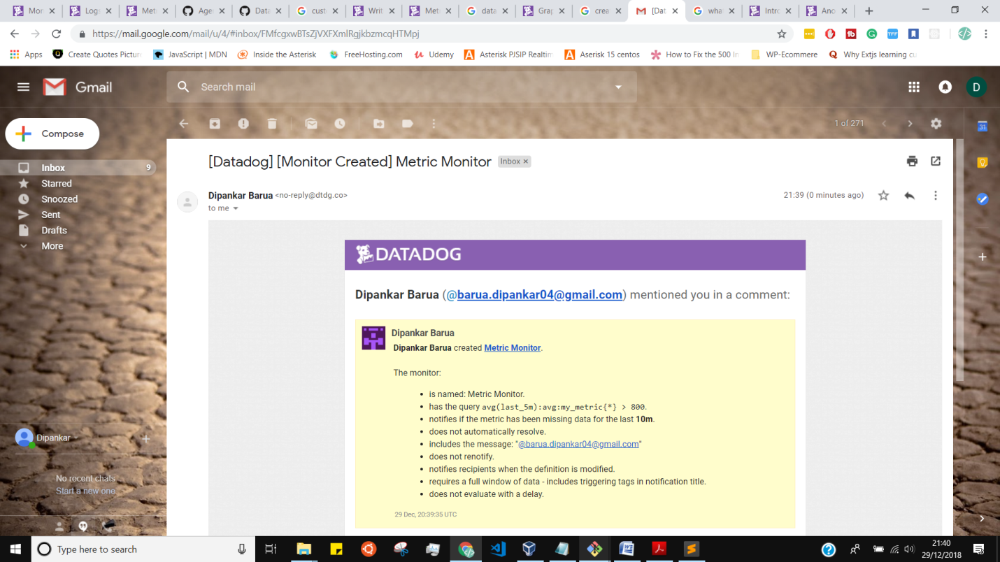 Mor
Logs
Met
Age
Data
cust
Writ
Met
data
Grap
crea
[Dat
wha
Intro
Ano
https://mail.google.com/mail/u/4/#inbox/FMfcgxwBTsZjVXFXmlRgjkbzmcqHTMpj
Apps
Create Quotes Pictur
JavaScript | MDN
Inside the Asterisk
FreeHosting.com
Udemy
Asterisk PJSIP Realtim
Aserisk 15 centos
How to Fix the 500 In
WP-Ecommere
Why Extjs learning cu
Gmail
Search mail
D
Compose
1 of 271
31
Inbox
9
Starred
Snoozed
Sent
Drafts
More
[Datadog] [Monitor Created] Metric Monitor
Inbox ×
Dipankar Barua <no-reply@dtdg.co>
21:39 (0 minutes ago)
to me
DATADOG
Dipankar Barua (@barua.dipankar04@gmail.com) mentioned you in a comment:
Dipankar Barua
Dipankar Barua created Metric Monitor.
The monitor:
• is named: Metric Monitor.
• has the query avg(last_5m):avg:my_metric{*} > 800.
• notifies if the metric has been missing data for the last 10m.
• does not automatically resolve.
• includes the message: "@barua.dipankar04@gmail.com"
• does not renotify.
• notifies recipients when the definition is modified.
• requires a full window of data - includes triggering tags in notification title.
• does not evaluate with a delay.
29 Dec, 20:39:35 UTC
Dipankar
No recent chats
Start a new one
Type here to search
21:40
29/12/2018